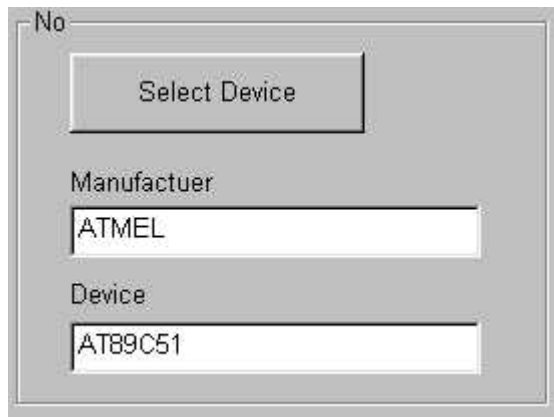 No
Select Device
Manufactuer
ATMEL
Device
AT89C51